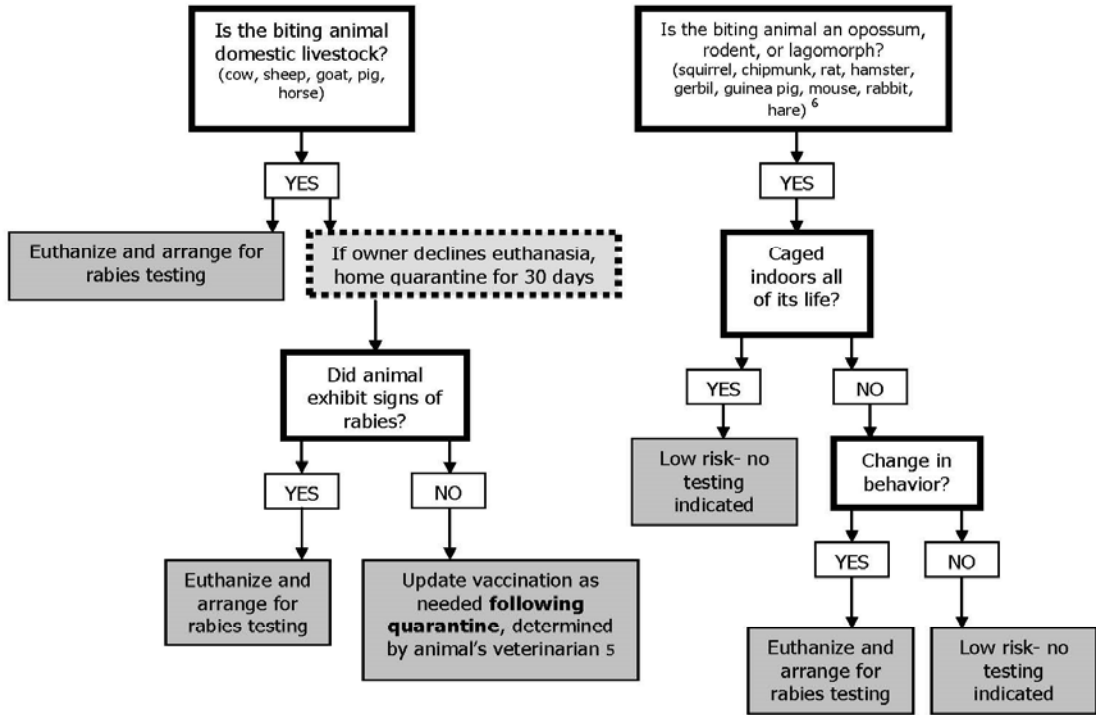 Is the biting animal
domestic livestock?
(cow, sheep, goat, pig,
horse)
YES
Euthanize and arrange for
rabies testing
If owner declines euthanasia,
home quarantine for 30 days
Did animal
exhibit signs of
rabies?
YES
NO
Euthanize and
arrange for
rabies testing
Update vaccination as
needed following
quarantine, determined
by animal's veterinarian 5
Is the biting animal an opossum,
rodent, or lagomorph?
(squirrel, chipmunk, rat, hamster,
gerbil, guinea pig, mouse, rabbit,
hare) 6
YES
Caged
indoors all
of its life?
YES
NO
Low risk- no
testing
indicated
Change in
behavior?
YES
NO
Euthanize and
arrange for
rabies testing
Low risk- no
testing
indicated